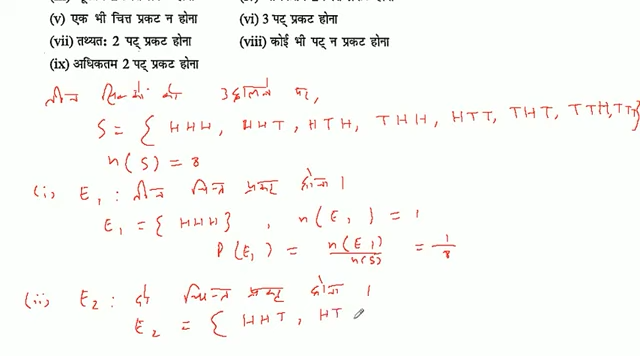 (v) एक भी चित्त प्रकट न होना (vi) 3 पट् प्रकट होना
(vii) तथ्यत: 2 पट् प्रकट होना (viii) कोई भी पट् न प्रकट होना
(ix) अधिकतम 2 पट् प्रकट होना
तीन सिक्कों को उछालने पर,
S = { HHH, HHT, HTH, THH, HTT, THT, TTH, TTT}
n(S) = 8
(i) E₁ : तीन चित्त प्रकट होना ।
E₁ = { HHH} , n(E₁) = 1
P(E₁) = n(E₁)/n(S) = 1/8
(ii) E₂ : दो चित्त प्रकट होना ।
E₂ = { HHT, HT